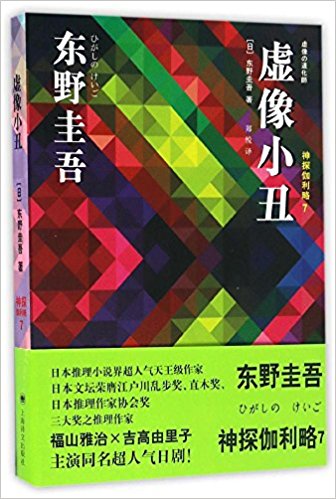 虚像小丑
[日] 东野圭吾 著
神探
伽利略
7
上海译文出版社
ひがしの けいご
东野圭吾
虚像の道化師
[日] 东野圭吾 著
郑悦 译
虚像小丑
神探伽利略 7
日本推理小说界超人气天王级作家
日本文坛荣膺江户川乱步奖、直木奖、
日本推理作家协会奖
三大奖之推理作家
福山雅治×吉高由里子
主演同名超人气日剧!
东野圭吾
ひがしの けいご
神探伽利略7